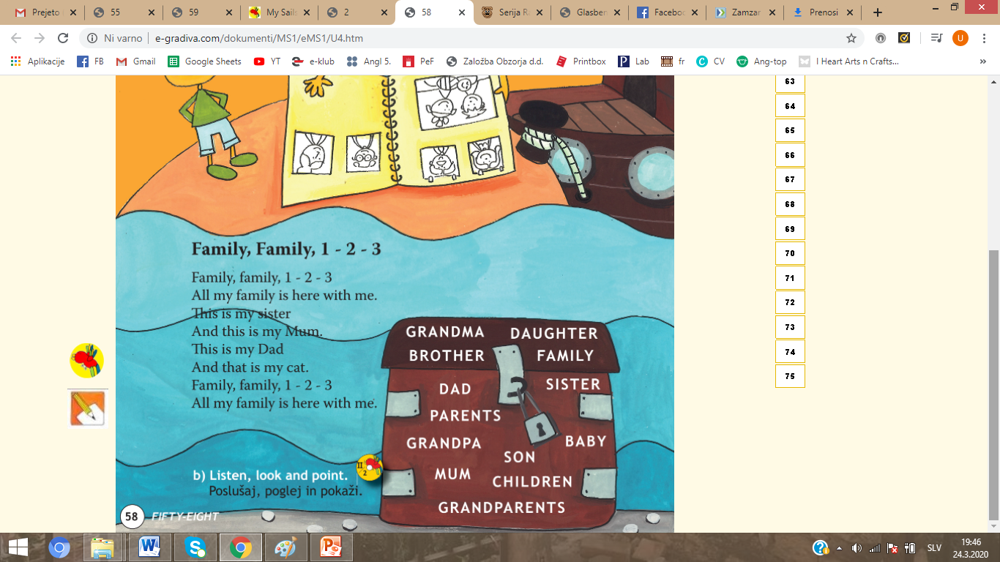 Prejeto
55
59
My Sails
2
58
Serija R
Glasben
Faceboo
Zamzar
Prenosi
Ni varno
e-gradiva.com/dokumenti/MS1/eMS1/U4.htm
U
Aplikacije
FB
Gmail
Google Sheets
YT
e-klub
Angl 5.
PeF
Založba Obzorja d.d.
Printbox
Lab
fr
CV
Ang-top
I Heart Arts n Crafts...
»
63
64
65
66
67
68
69
70
71
72
73
74
75
Family, Family, 1 - 2 - 3
Family, family, 1 - 2 - 3
All my family is here with me.
This is my sister
And this is my Mum.
This is my Dad
And that is my cat.
Family, family, 1 - 2 - 3
All my family is here with me.
GRANDMA DAUGHTER
BROTHER FAMILY
DAD SISTER
PARENTS
GRANDPA BABY
SON
MUM CHILDREN
GRANDPARENTS
b) Listen, look and point.
II
2
Poslušaj, poglej in pokaži.
58 FIFTY-EIGHT
SLV
19:46
24.3.2020